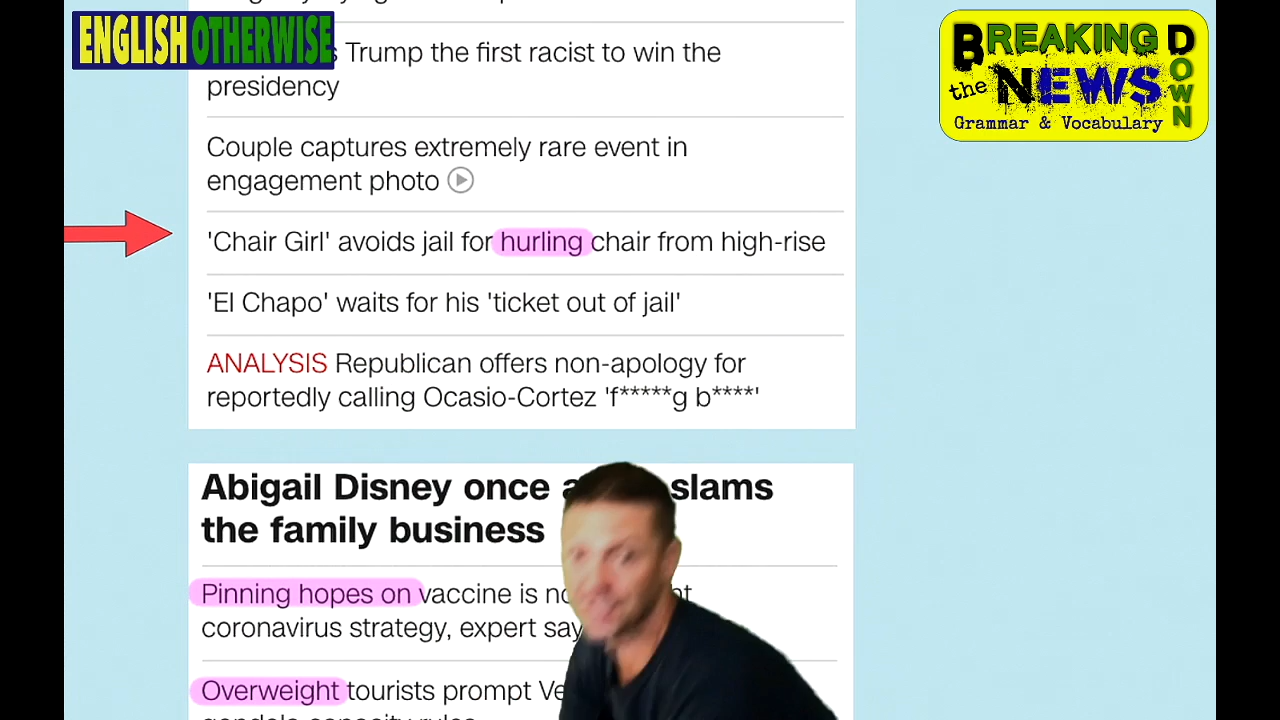 ENGLISH OTHERWISE
BREAKING DOWN
the NEWS
Grammar & Vocabulary
Trump the first racist to win the
presidency
Couple captures extremely rare event in
engagement photo
'Chair Girl' avoids jail for hurling chair from high-rise
'El Chapo' waits for his 'ticket out of jail'
ANALYSIS Republican offers non-apology for
reportedly calling Ocasio-Cortez 'f*****g b****'
Abigail Disney once slams
the family business
Pinning hopes on vaccine is
coronavirus strategy, expert
Overweight tourists prompt